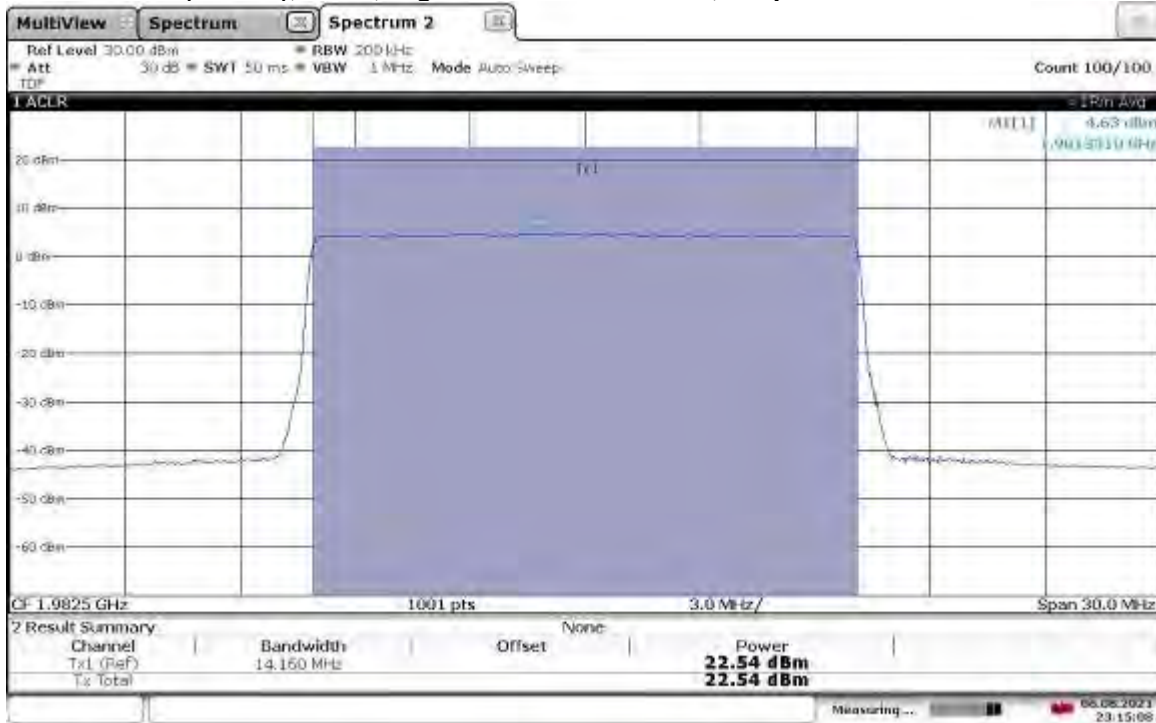 MultiView Spectrum Spectrum 2
Ref Level 30.00 dBm RBW 200 kHz
Att 30 dB SWT 50 ms VBW 1 MHz Mode Auto Sweep Count 100/100
TDF
1 ACLR 1Rm Avg
M1[1] 4.63 dBm
GHz
20 dBm
Tx1
10 dBm
0 dBm
-10 dBm
-20 dBm
-30 dBm
-40 dBm
-50 dBm
-60 dBm
CF 1.9825 GHz 1001 pts 3.0 MHz/ Span 30.0 MHz
2 Result Summary None
Channel Bandwidth Offset Power
Tx1 (Ref) 14.160 MHz 22.54 dBm
Tx Total 22.54 dBm
Measuring... 06.08.2021
23:15:08